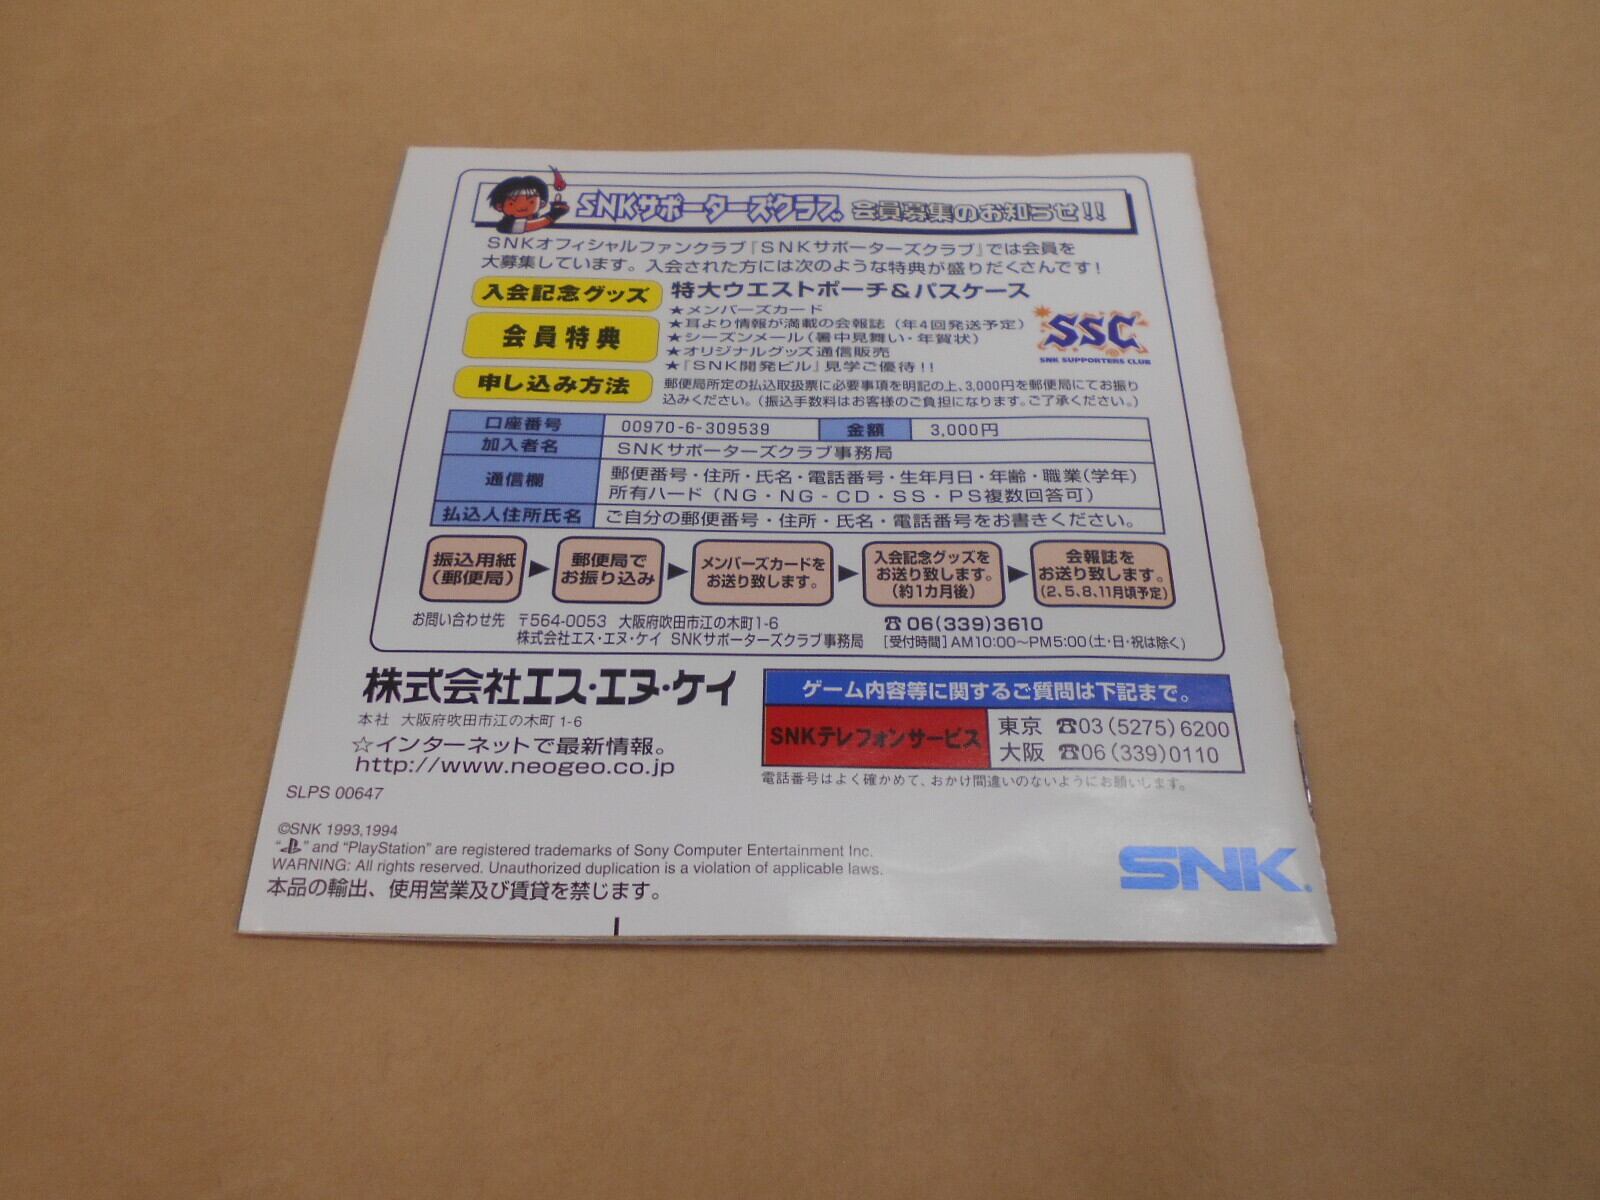 SNKサポーターズクラブ 会員募集のお知らせ!!
SNKオフィシャルファンクラブ『SNKサポーターズクラブ』では会員を
大募集しています。入会された方には次のような特典が盛りだくさんです!
入会記念グッズ 特大ウエストポーチ&パスケース
会員特典
★メンバーズカード
★耳より情報が満載の会報誌(年4回発送予定)
★シーズンメール(暑中見舞い・年賀状)
★オリジナルグッズ通信販売
★『SNK開発ビル』見学ご優待!!
SSC
SNK SUPPORTERS CLUB
申し込み方法 郵便局所定の払込取扱票に必要事項を明記の上、3,000円を郵便局にてお振り
込みください。(振込手数料はお客様のご負担になります。ご了承ください。)
口座番号 00970-6-309539 金額 3,000円
加入者名 SNKサポーターズクラブ事務局
通信欄 郵便番号・住所・氏名・電話番号・生年月日・年齢・職業(学年)
所有ハード(NG・NG-CD・SS・PS複数回答可)
払込人住所氏名 ご自分の郵便番号・住所・氏名・電話番号をお書きください。
振込用紙
(郵便局)
郵便局で
お振り込み
メンバーズカードを
お送り致します。
入会記念グッズを
お送り致します。
(約1カ月後)
会報誌を
お送り致します。
(2、5、8、11月頃予定)
お問い合わせ先 〒564-0053 大阪府吹田市江の木町1-6 ☎06(339)3610
株式会社エス・エヌ・ケイ SNKサポーターズクラブ事務局 [受付時間]AM10:00〜PM5:00(土・日・祝は除く)
株式会社エス・エヌ・ケイ
本社 大阪府吹田市江の木町1-6
☆インターネットで最新情報。
http://www.neogeo.co.jp
ゲーム内容等に関するご質問は下記まで。
SNKテレフォンサービス
東京 ☎03(5275)6200
大阪 ☎06(339)0110
電話番号はよく確かめて、おかけ間違いのないようにお願いします。
SLPS 00647
©SNK 1993,1994
“ ” and “PlayStation” are registered trademarks of Sony Computer Entertainment Inc.
WARNING: All rights reserved. Unauthorized duplication is a violation of applicable laws.
本品の輸出、使用営業及び賃貸を禁じます。
SNK.